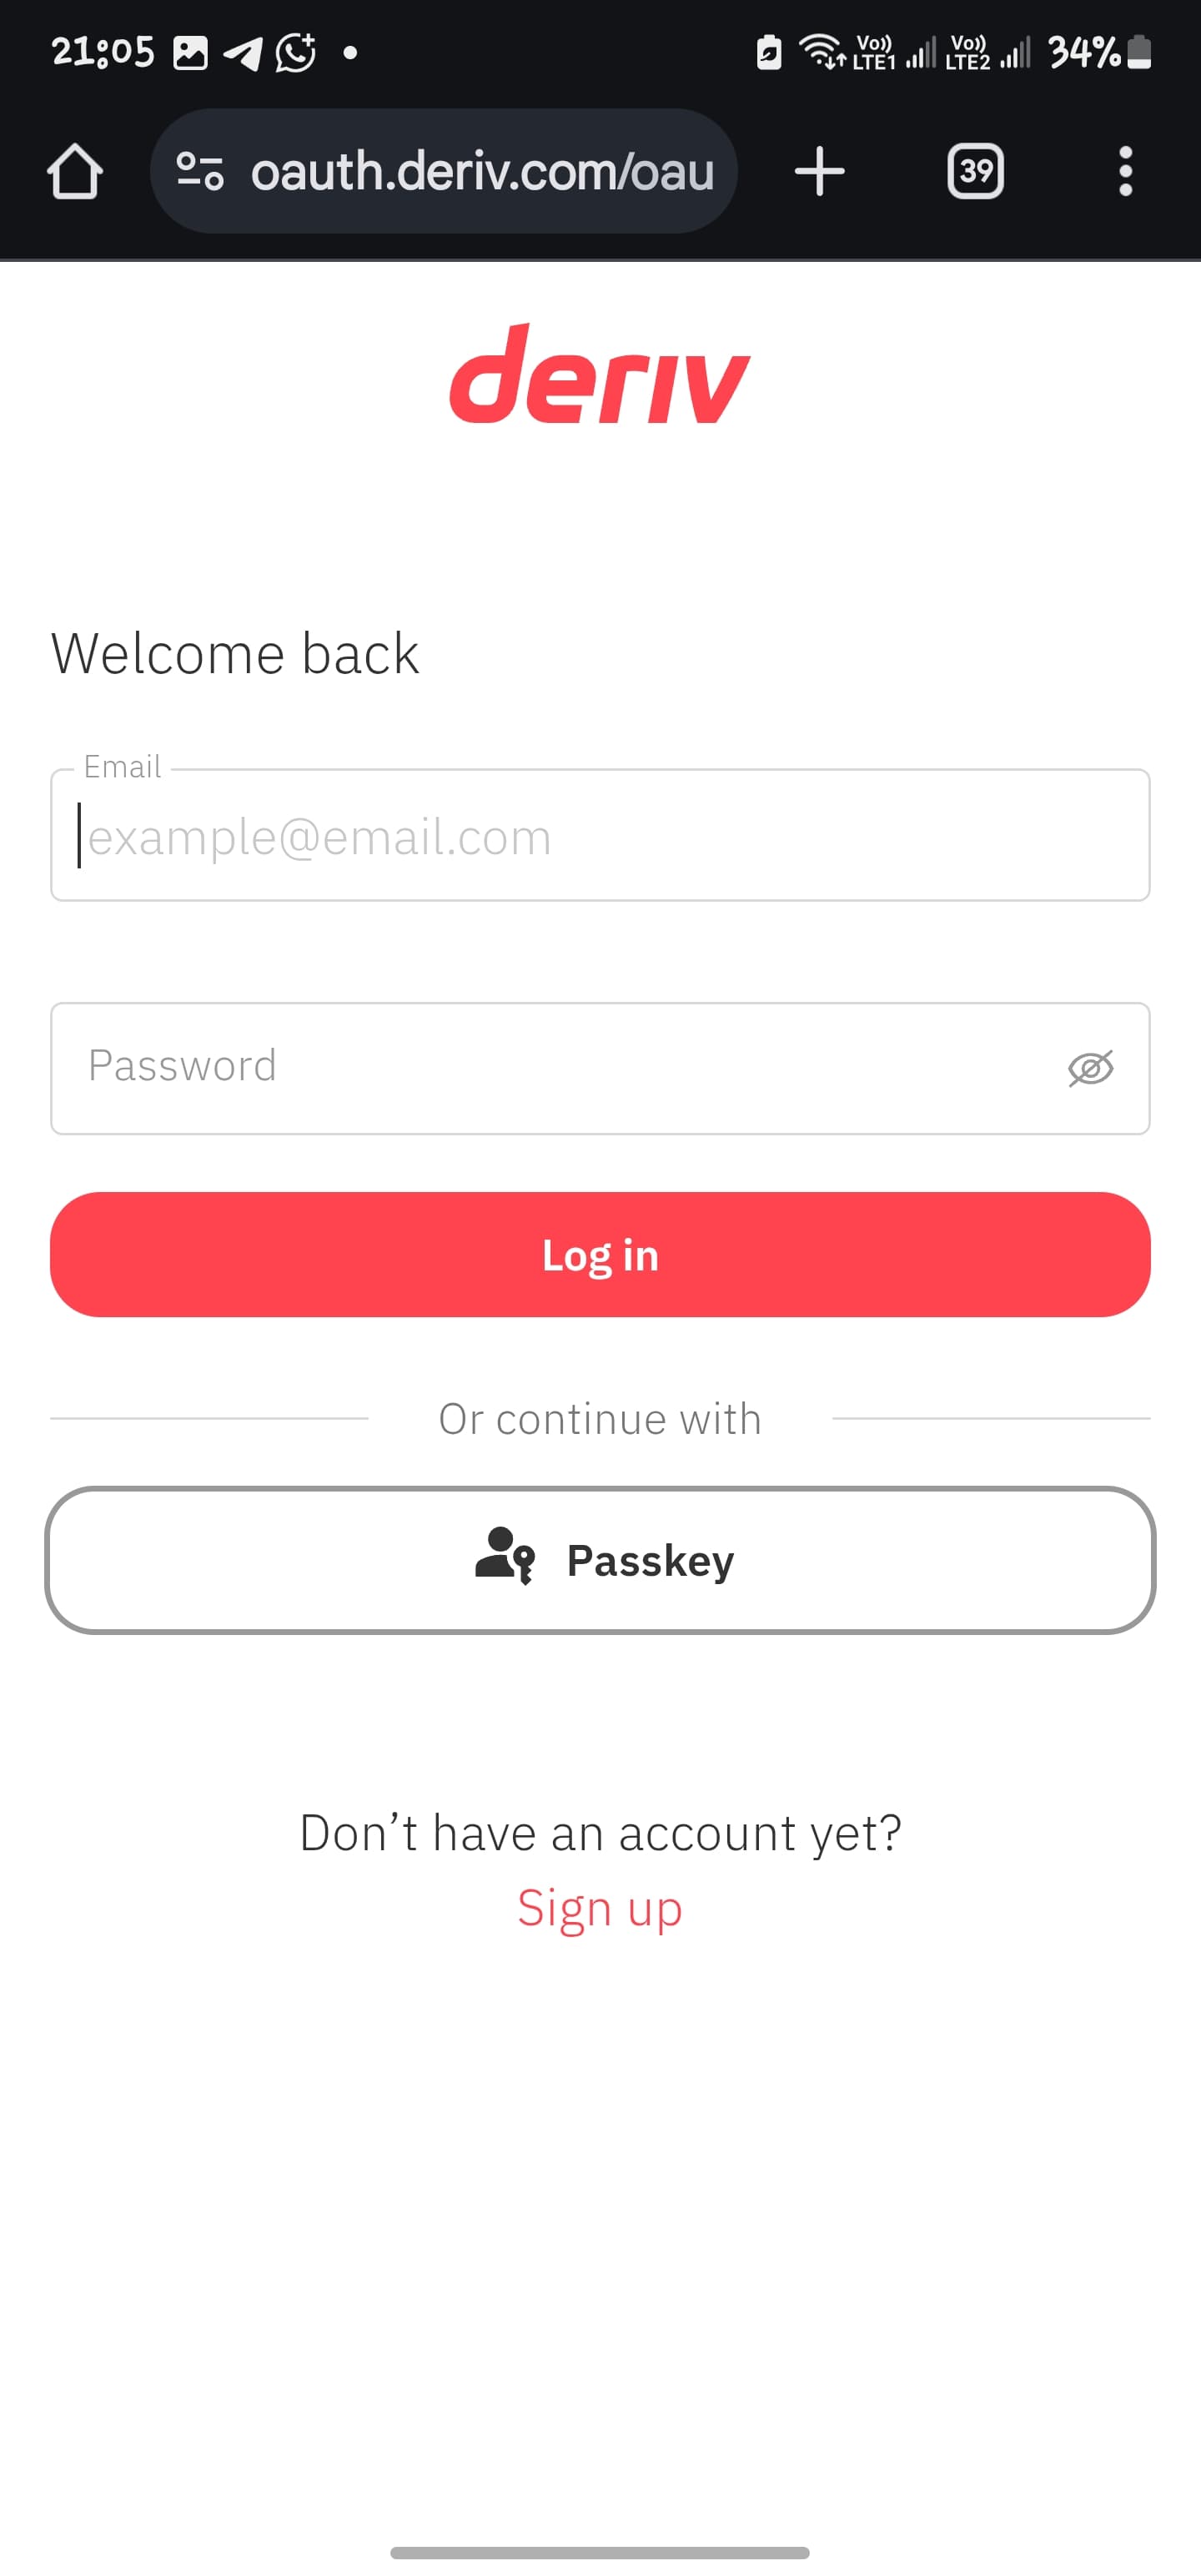 21:05
Vo)) LTE1 Vo)) LTE2 34%
oauth.deriv.com/oau
39
deriv
Welcome back
Email
example@email.com
Password
Log in
Or continue with
Passkey
Don’t have an account yet?
Sign up